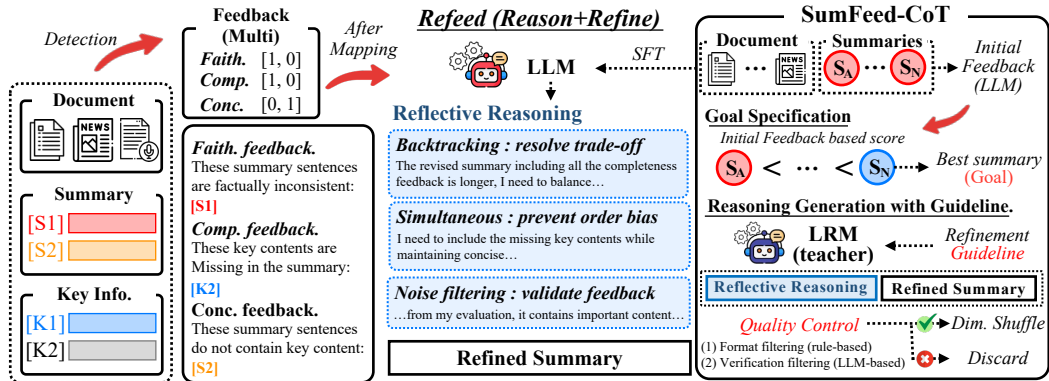 Detection
Document
NEWS
Summary
[S1]
[S2]
Key Info.
[K1]
[K2]
Feedback
(Multi)
Faith. [1, 0]
Comp. [1, 0]
Conc. [0, 1]
Faith. feedback.
These summary sentences
are factually inconsistent:
[S1]
Comp. feedback.
These key contents are
Missing in the summary:
[K2]
Conc. feedback.
These summary sentences
do not contain key content:
[S2]
After
Mapping
Refeed (Reason+Refine)
LLM
SFT
Reflective Reasoning
Backtracking : resolve trade-off
The revised summary including all the completeness
feedback is longer, I need to balance…
Simultaneous : prevent order bias
I need to include the missing key contents while
maintaining concise…
Noise filtering : validate feedback
…from my evaluation, it contains important content…
Refined Summary
SumFeed-CoT
Document
NEWS
Summaries
SA ... SN
Initial
Feedback
(LLM)
Goal Specification
Initial Feedback based score
SA < ... < SN
Best summary
(Goal)
Reasoning Generation with Guideline.
LRM
(teacher)
Refinement
Guideline
Reflective Reasoning
Refined Summary
Quality Control
Dim. Shuffle
(1) Format filtering (rule-based)
(2) Verification filtering (LLM-based)
Discard